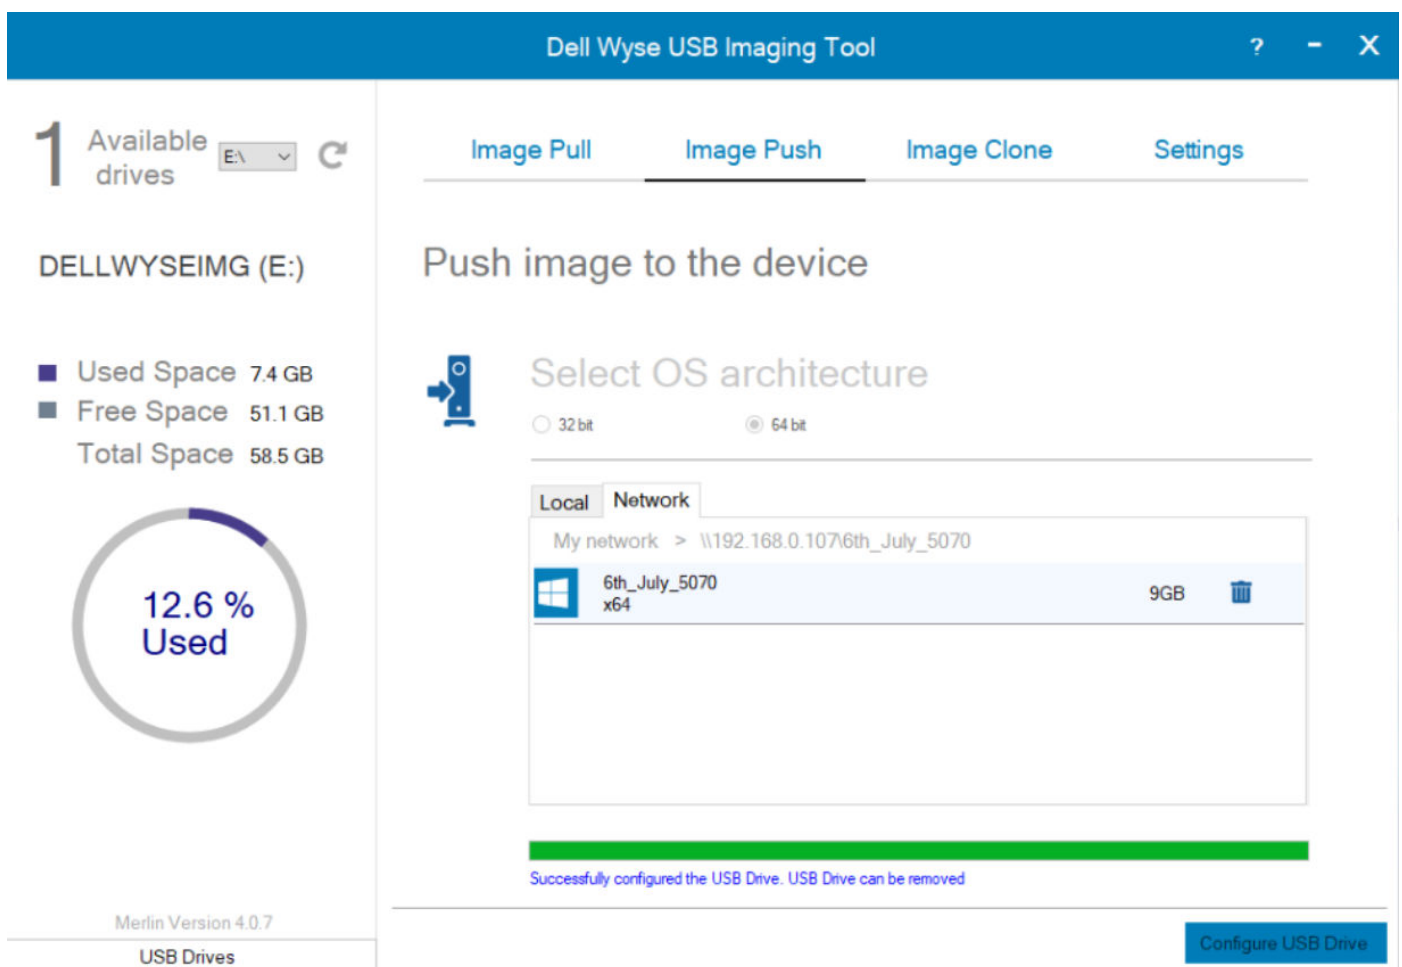 Dell Wyse USB Imaging Tool
? - X
1 Available
drives
E:\
Image Pull Image Push Image Clone Settings
DELLWYSEIMG (E:)
Push image to the device
Used Space 7.4 GB
Free Space 51.1 GB
Total Space 58.5 GB
Select OS architecture
32 bit 64 bit
12.6 %
Used
Local Network
My network > \\192.168.0.107\6th_July_5070
6th_July_5070
x64
9GB
Successfully configured the USB Drive. USB Drive can be removed
Merlin Version 4.0.7
USB Drives
Configure USB Drive